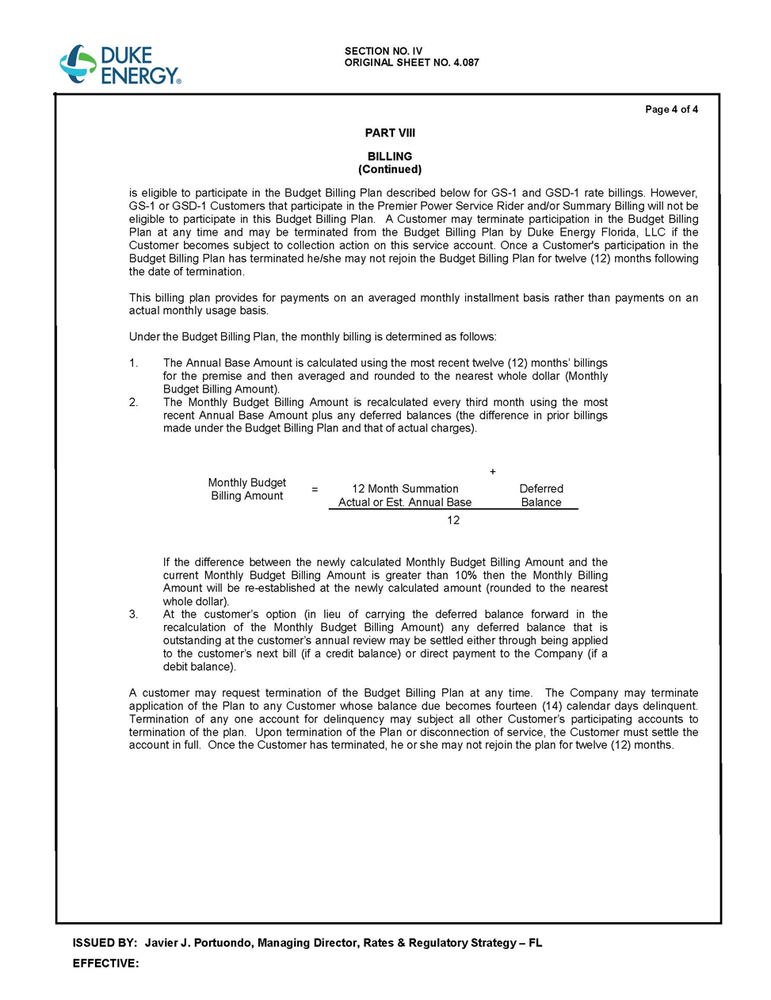 DUKE
ENERGY®
SECTION NO. IV
ORIGINAL SHEET NO. 4.087
Page 4 of 4
PART VIII
BILLING
(Continued)
is eligible to participate in the Budget Billing Plan described below for GS-1 and GSD-1 rate billings. However,
GS-1 or GSD-1 Customers that participate in the Premier Power Service Rider and/or Summary Billing will not be
eligible to participate in this Budget Billing Plan.  A Customer may terminate participation in the Budget Billing
Plan at any time and may be terminated from the Budget Billing Plan by Duke Energy Florida, LLC if the
Customer becomes subject to collection action on this service account. Once a Customer's participation in the
Budget Billing Plan has terminated he/she may not rejoin the Budget Billing Plan for twelve (12) months following
the date of termination.
This billing plan provides for payments on an averaged monthly installment basis rather than payments on an
actual monthly usage basis.
Under the Budget Billing Plan, the monthly billing is determined as follows:
1. The Annual Base Amount is calculated using the most recent twelve (12) months’ billings
for the premise and then averaged and rounded to the nearest whole dollar (Monthly
Budget Billing Amount).
2. The Monthly Budget Billing Amount is recalculated every third month using the most
recent Annual Base Amount plus any deferred balances (the difference in prior billings
made under the Budget Billing Plan and that of actual charges).
+
Monthly Budget
Billing Amount
=
12 Month Summation
Actual or Est. Annual Base
Deferred
Balance
12
If the difference between the newly calculated Monthly Budget Billing Amount and the
current Monthly Budget Billing Amount is greater than 10% then the Monthly Billing
Amount will be re-established at the newly calculated amount (rounded to the nearest
whole dollar).
3. At the customer’s option (in lieu of carrying the deferred balance forward in the
recalculation of the Monthly Budget Billing Amount) any deferred balance that is
outstanding at the customer’s annual review may be settled either through being applied
to the customer’s next bill (if a credit balance) or direct payment to the Company (if a
debit balance).
A customer may request termination of the Budget Billing Plan at any time.  The Company may terminate
application of the Plan to any Customer whose balance due becomes fourteen (14) calendar days delinquent.
Termination of any one account for delinquency may subject all other Customer’s participating accounts to
termination of the plan.  Upon termination of the Plan or disconnection of service, the Customer must settle the
account in full.  Once the Customer has terminated, he or she may not rejoin the plan for twelve (12) months.
ISSUED BY:  Javier J. Portuondo, Managing Director, Rates & Regulatory Strategy – FL
EFFECTIVE: